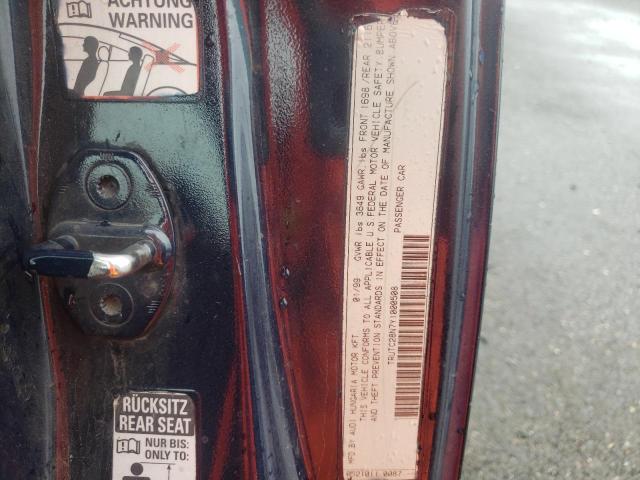 ACHTUNG
WARNING
MFD BY AUDI HUNGARIA MOTOR KFT 01/99 GVWR lbs 3649 GAWR lbs FRONT 1698 /REAR
THIS VEHICLE CONFORMS TO ALL APPLICABLE U S FEDERAL MOTOR VEHICLE SAFETY, BUMPER
AND THEFT PREVENTION STANDARDS IN EFFECT ON THE DATE OF MANUFACTURE SHOWN ABOVE
PASSENGER CAR
TRUTC28N7Y1000508
RÜCKSITZ
REAR SEAT
NUR BIS:
ONLY TO: